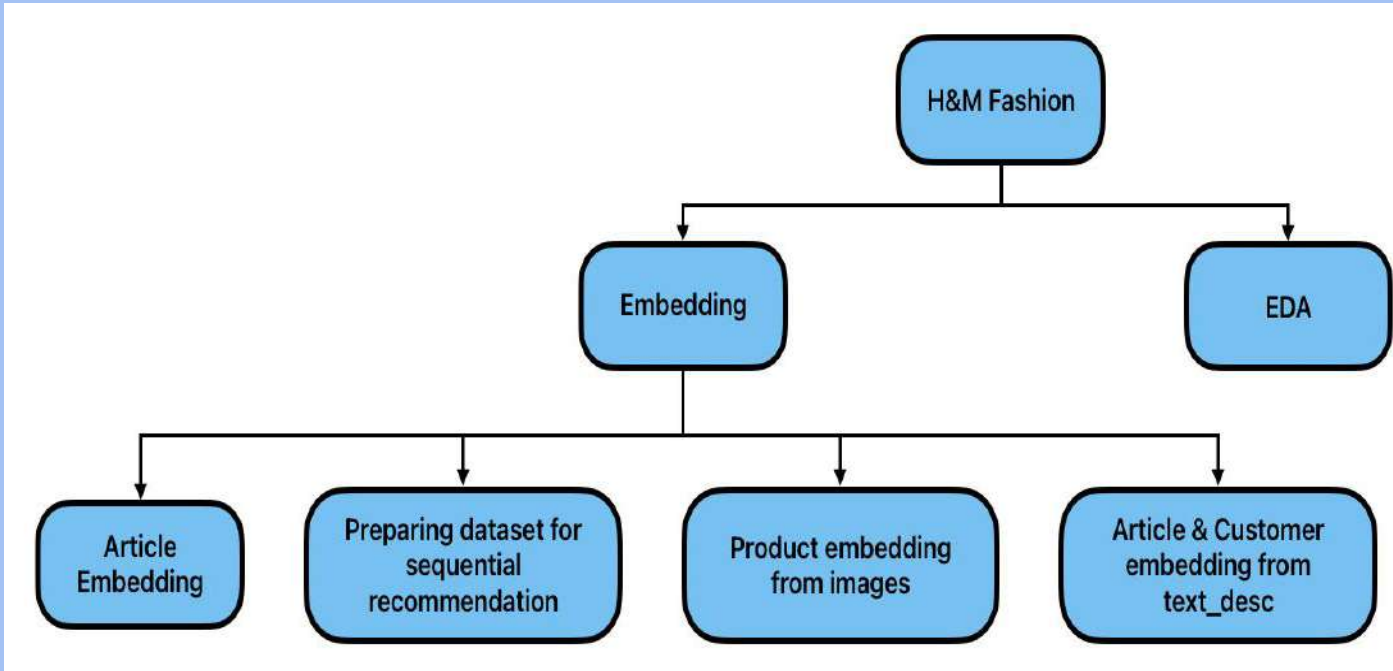 H&M Fashion
Embedding
EDA
Article
Embedding
Preparing dataset for
sequential
recommendation
Product embedding
from images
Article & Customer
embedding from
text_desc